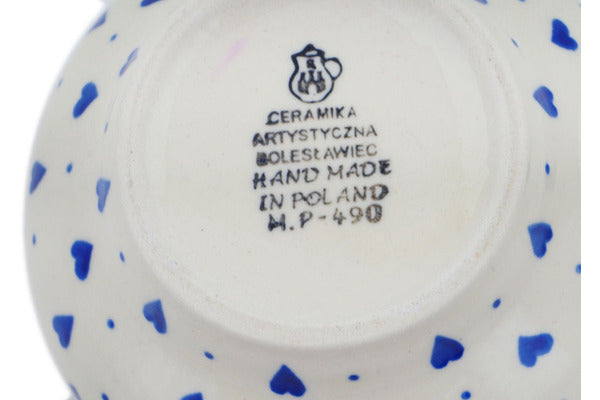 CERAMIKA
ARTYSTYCZNA
BOLESŁAWIEC
HAND MADE
IN POLAND
M.P-490